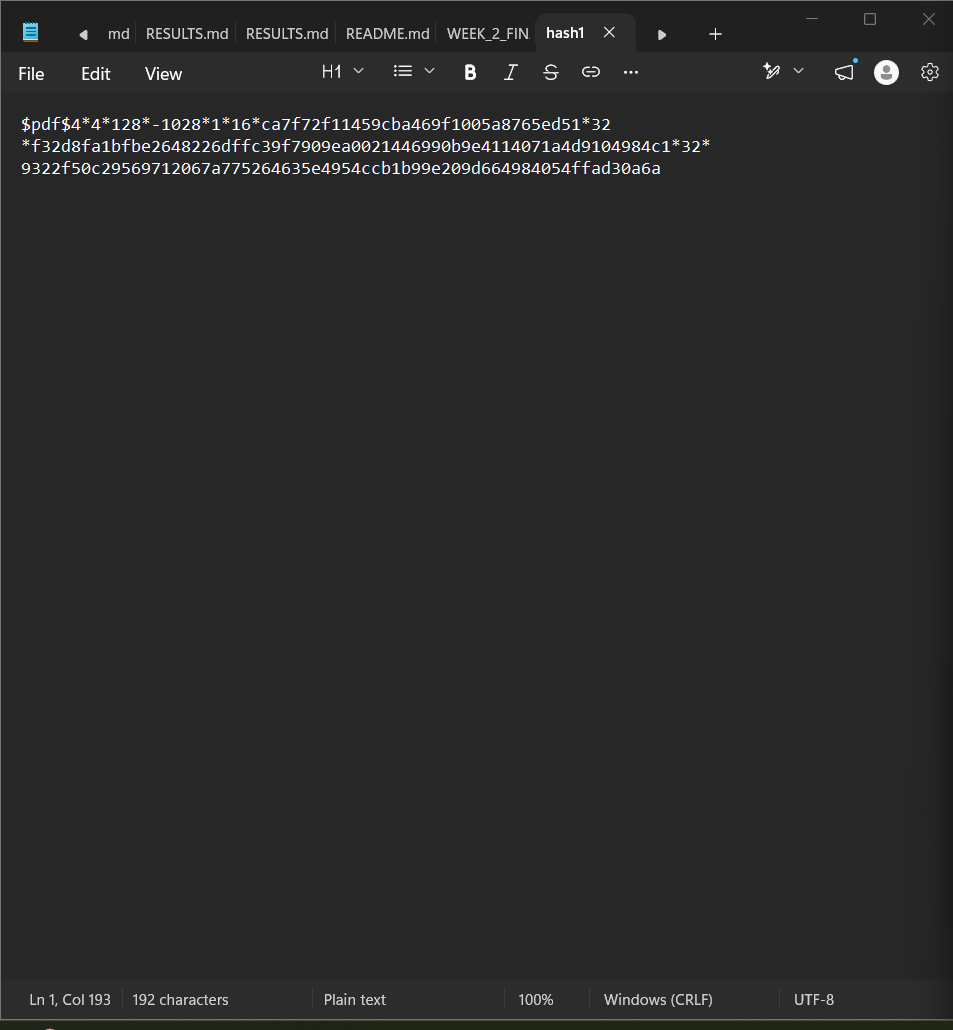 md
RESULTS.md
RESULTS.md
README.md
WEEK_2_FIN
hash1
File
Edit
View
H1
B
I
S
$pdf$4*4*128*-1028*1*16*ca7f72f11459cba469f1005a8765ed51*32
*f32d8fa1bfbe2648226dffc39f7909ea0021446990b9e4114071a4d9104984c1*32*
9322f50c29569712067a775264635e4954ccb1b99e209d664984054ffad30a6a
Ln 1, Col 193
192 characters
Plain text
100%
Windows (CRLF)
UTF-8